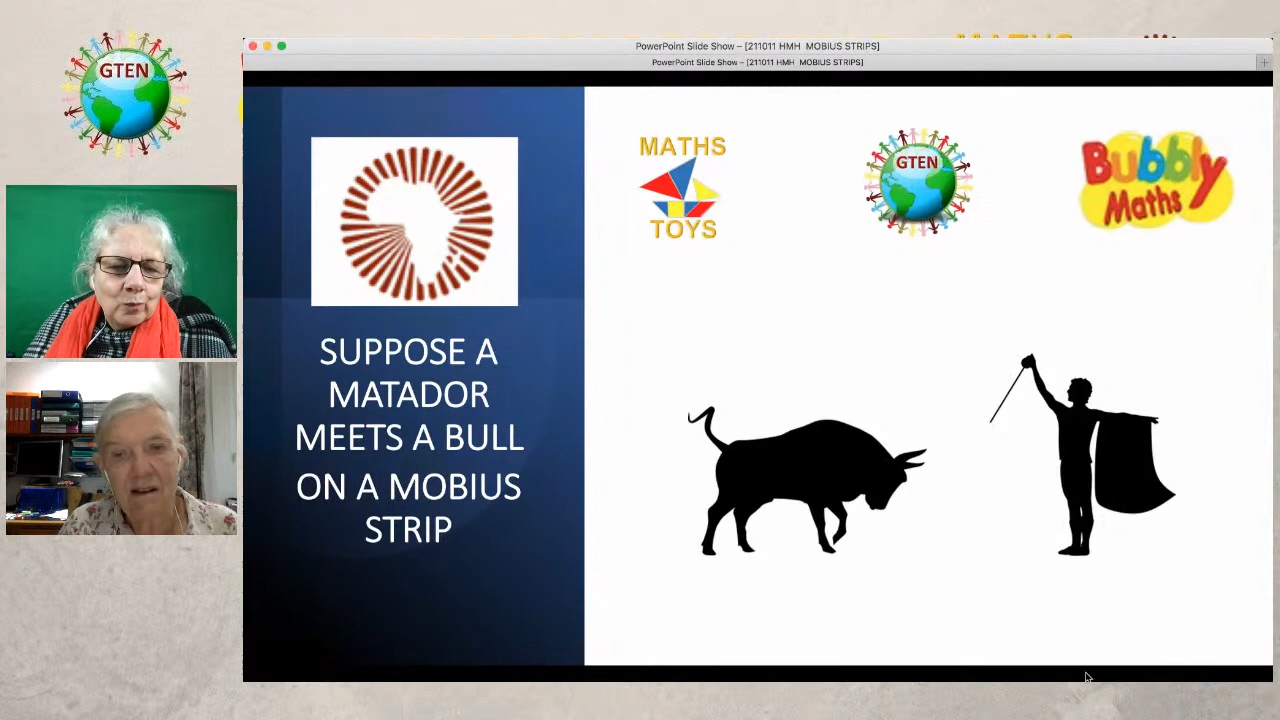 GTEN
MATHS
PowerPoint Slide Show – [211011 HMH  MOBIUS STRIPS]
PowerPoint Slide Show – [211011 HMH  MOBIUS STRIPS]
MATHS
TOYS
GTEN
Bubbly
Maths
SUPPOSE A
MATADOR
MEETS A BULL
ON A MOBIUS
STRIP